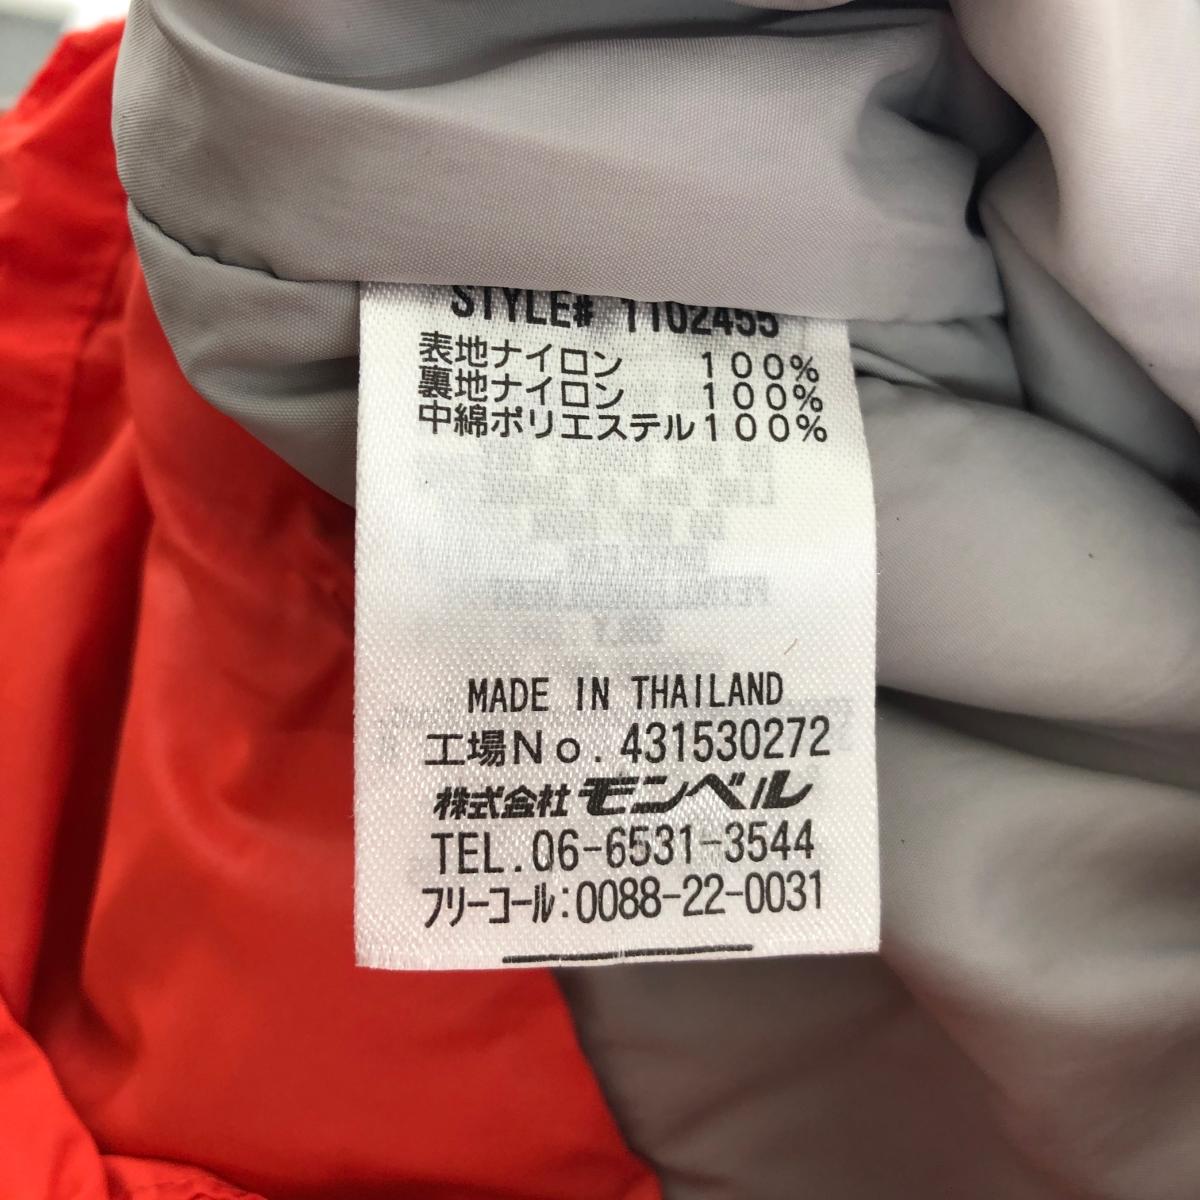 STYLE# 1102455
表地ナイロン 100%
裏地ナイロン 100%
中綿ポリエステル100%
MADE IN THAILAND
工場No. 431530272
株式会社モンベル
TEL.06-6531-3544
フリーコール:0088-22-0031